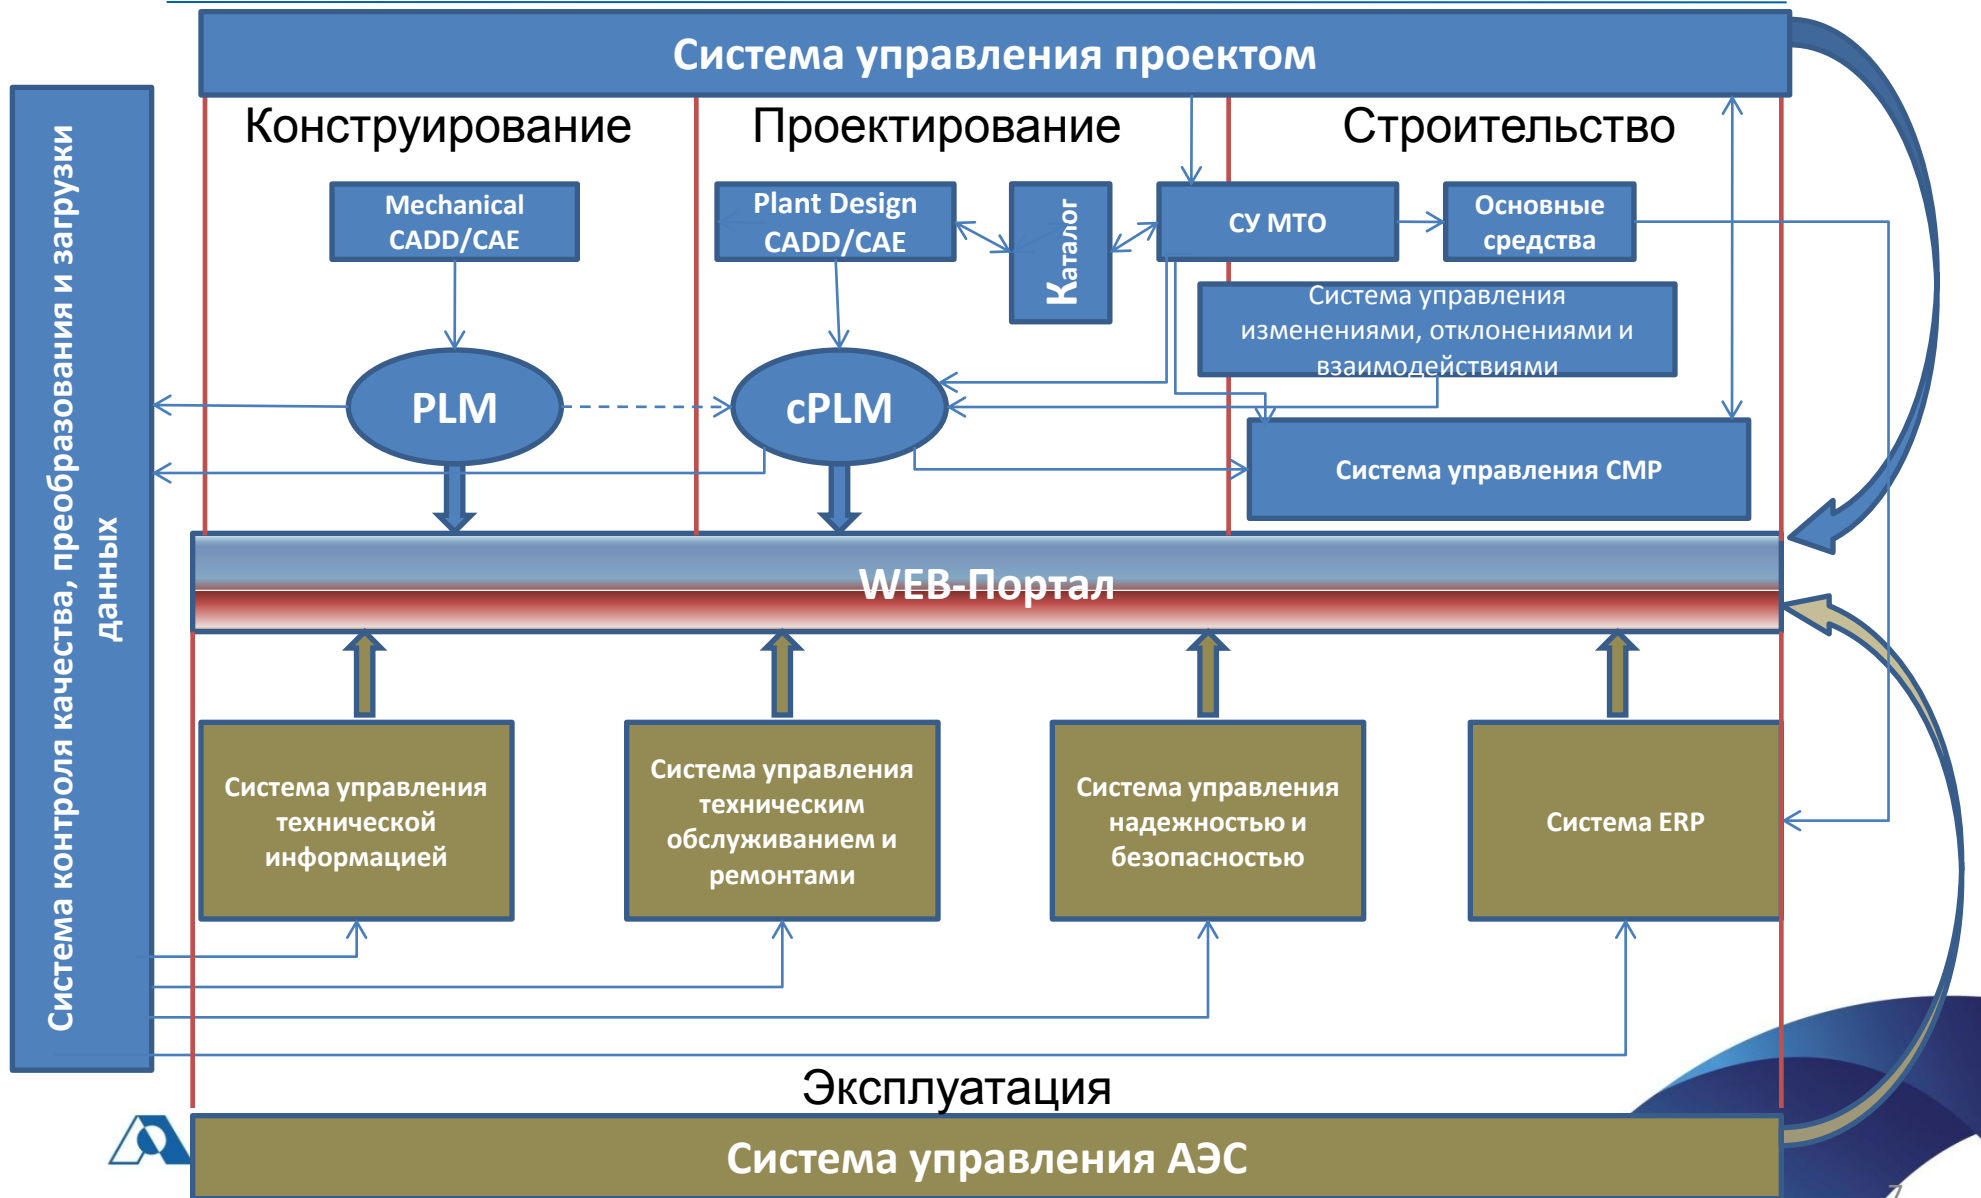 Система управления проектом
Конструирование
Проектирование
Строительство
Система контроля качества, преобразования и загрузки
данных
Mechanical
CADD/CAE
Plant Design
CADD/CAE
Каталог
СУ МТО
Основные
средства
Система управления
изменениями, отклонениями и
взаимодействиями
PLM
cPLM
Система управления СМР
WEB-Портал
Система управления
технической
информацией
Система управления
техническим
обслуживанием и
ремонтами
Система управления
надежностью и
безопасностью
Система ERP
Эксплуатация
Система управления АЭС
7